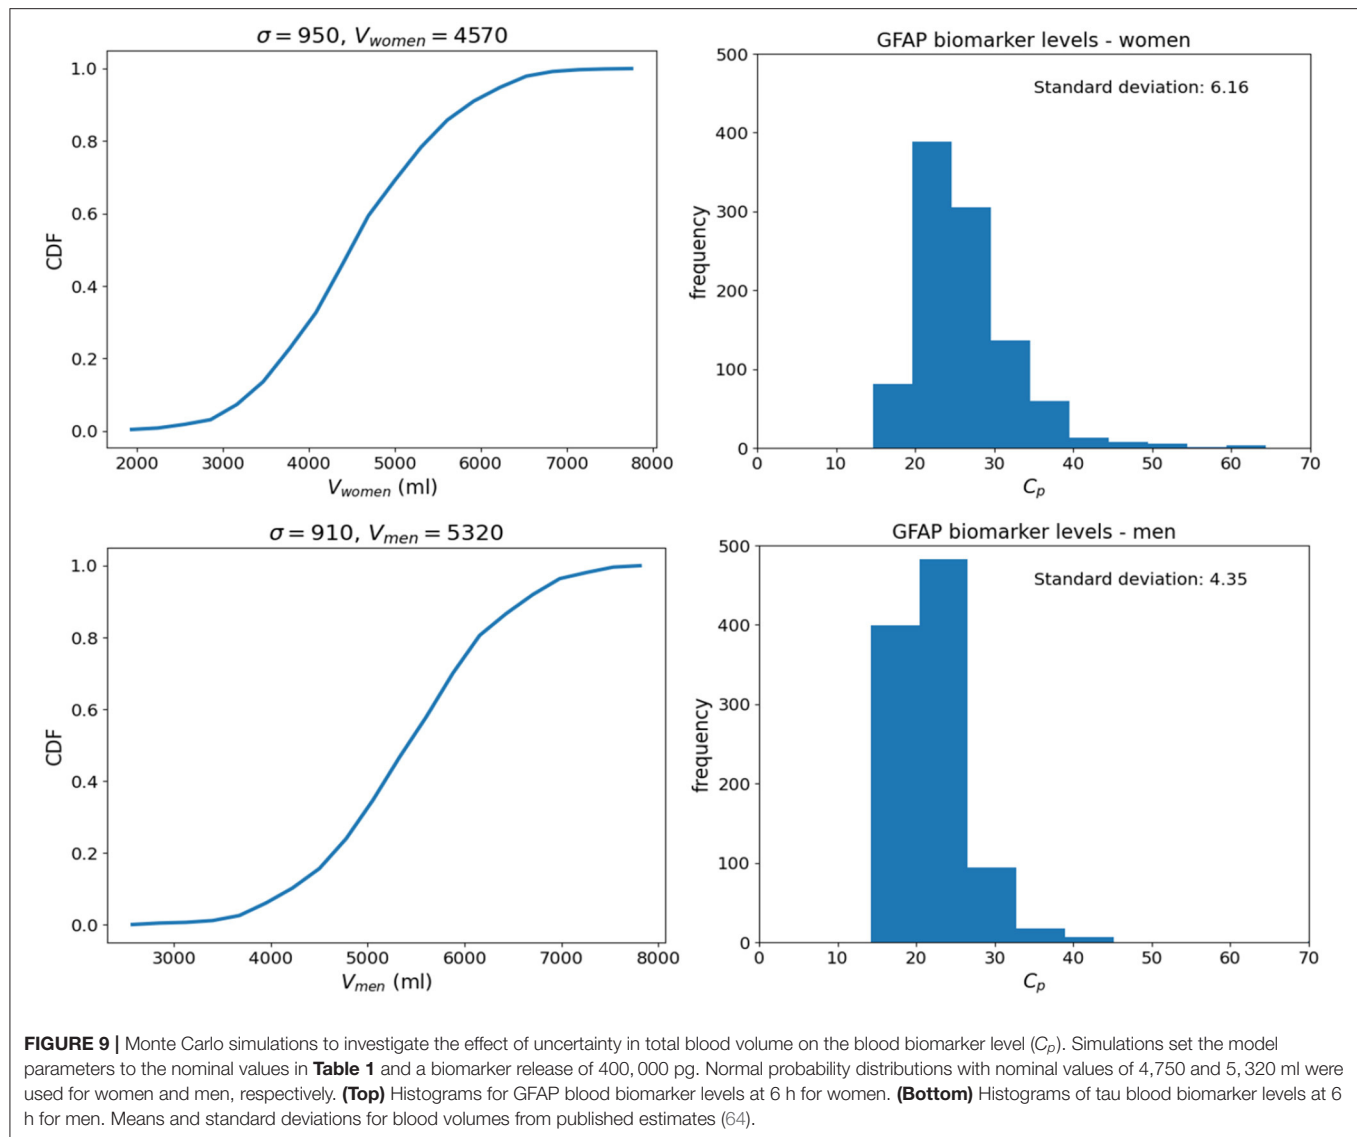 σ = 950, V_women = 4570
1.0
0.8
0.6
0.4
0.2
0.0
CDF
2000 3000 4000 5000 6000 7000 8000
V_women (ml)
GFAP biomarker levels - women
Standard deviation: 6.16
500
400
300
200
100
0
frequency
0 10 20 30 40 50 60 70
C_p
σ = 910, V_men = 5320
1.0
0.8
0.6
0.4
0.2
0.0
CDF
3000 4000 5000 6000 7000 8000
V_men (ml)
GFAP biomarker levels - men
Standard deviation: 4.35
500
400
300
200
100
0
frequency
0 10 20 30 40 50 60 70
C_p
FIGURE 9 | Monte Carlo simulations to investigate the effect of uncertainty in total blood volume on the blood biomarker level (C_p). Simulations set the model
parameters to the nominal values in Table 1 and a biomarker release of 400, 000 pg. Normal probability distributions with nominal values of 4,750 and 5, 320 ml were
used for women and men, respectively. (Top) Histograms for GFAP blood biomarker levels at 6 h for women. (Bottom) Histograms of tau blood biomarker levels at 6
h for men. Means and standard deviations for blood volumes from published estimates (64).